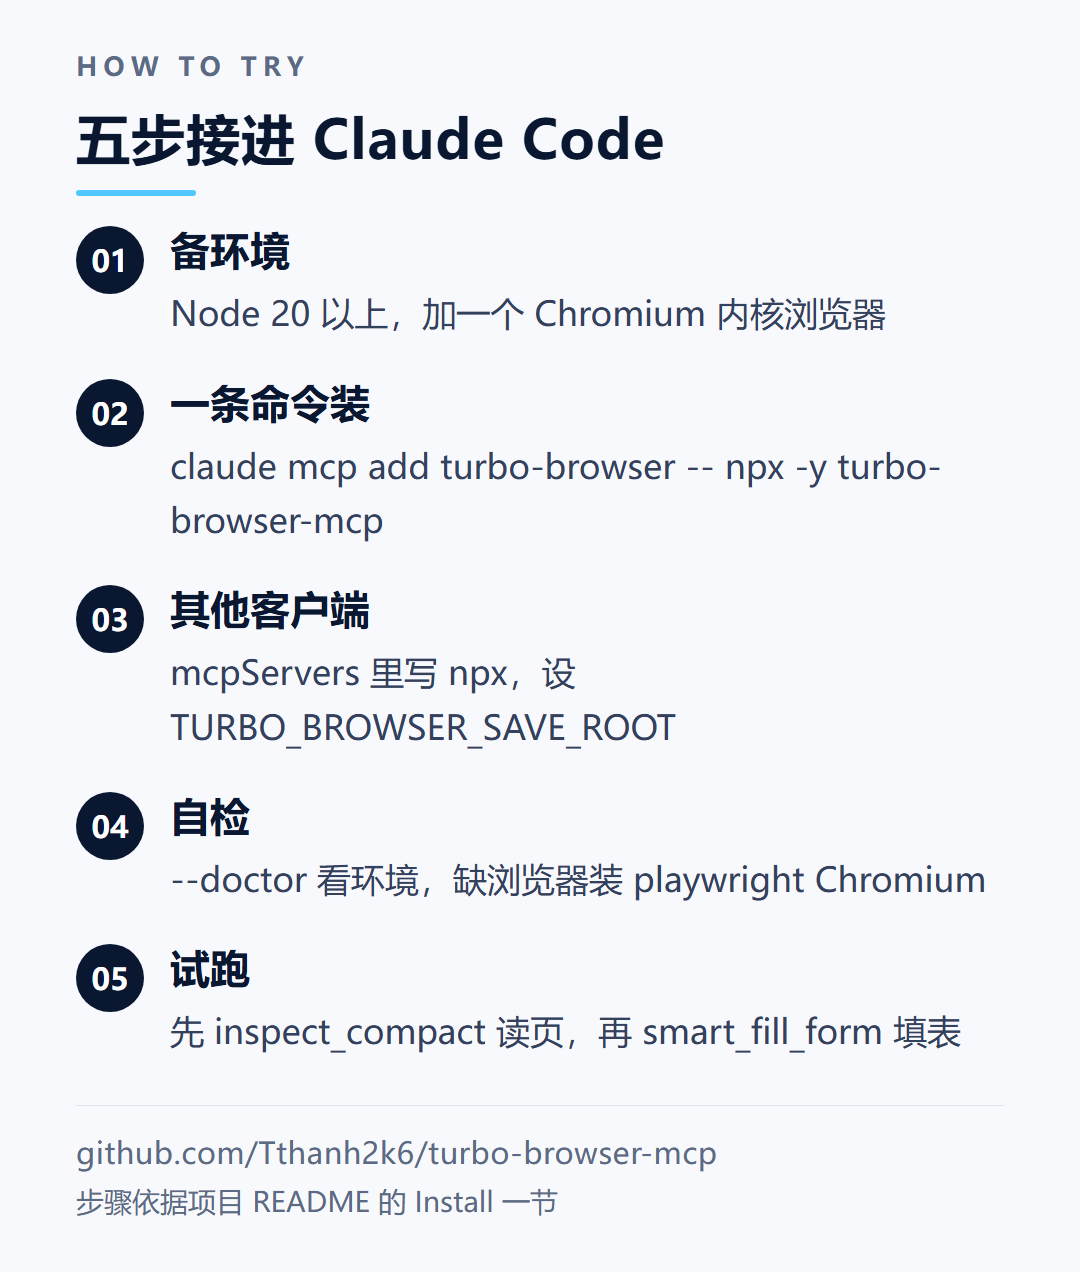 HOW TO TRY
五步接进 Claude Code
01
备环境
Node 20 以上，加一个 Chromium 内核浏览器
02
一条命令装
claude mcp add turbo-browser -- npx -y turbo-
browser-mcp
03
其他客户端
mcpServers 里写 npx，设
TURBO_BROWSER_SAVE_ROOT
04
自检
--doctor 看环境，缺浏览器装 playwright Chromium
05
试跑
先 inspect_compact 读页，再 smart_fill_form 填表
github.com/Tthanh2k6/turbo-browser-mcp
步骤依据项目 README 的 Install 一节